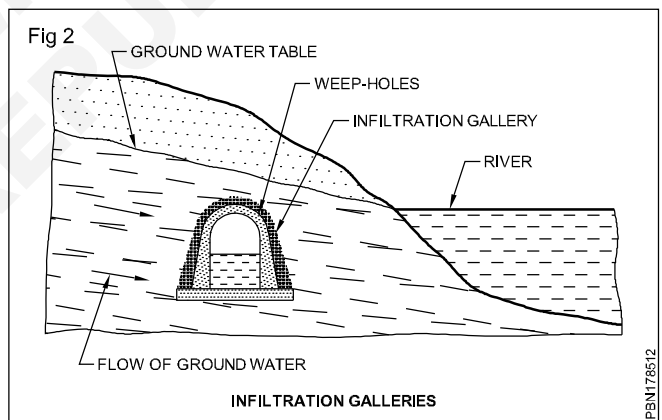 Fig 2
GROUND WATER TABLE
WEEP-HOLES
INFILTRATION GALLERY
RIVER
FLOW OF GROUND WATER
INFILTRATION GALLERIES
PBN178512